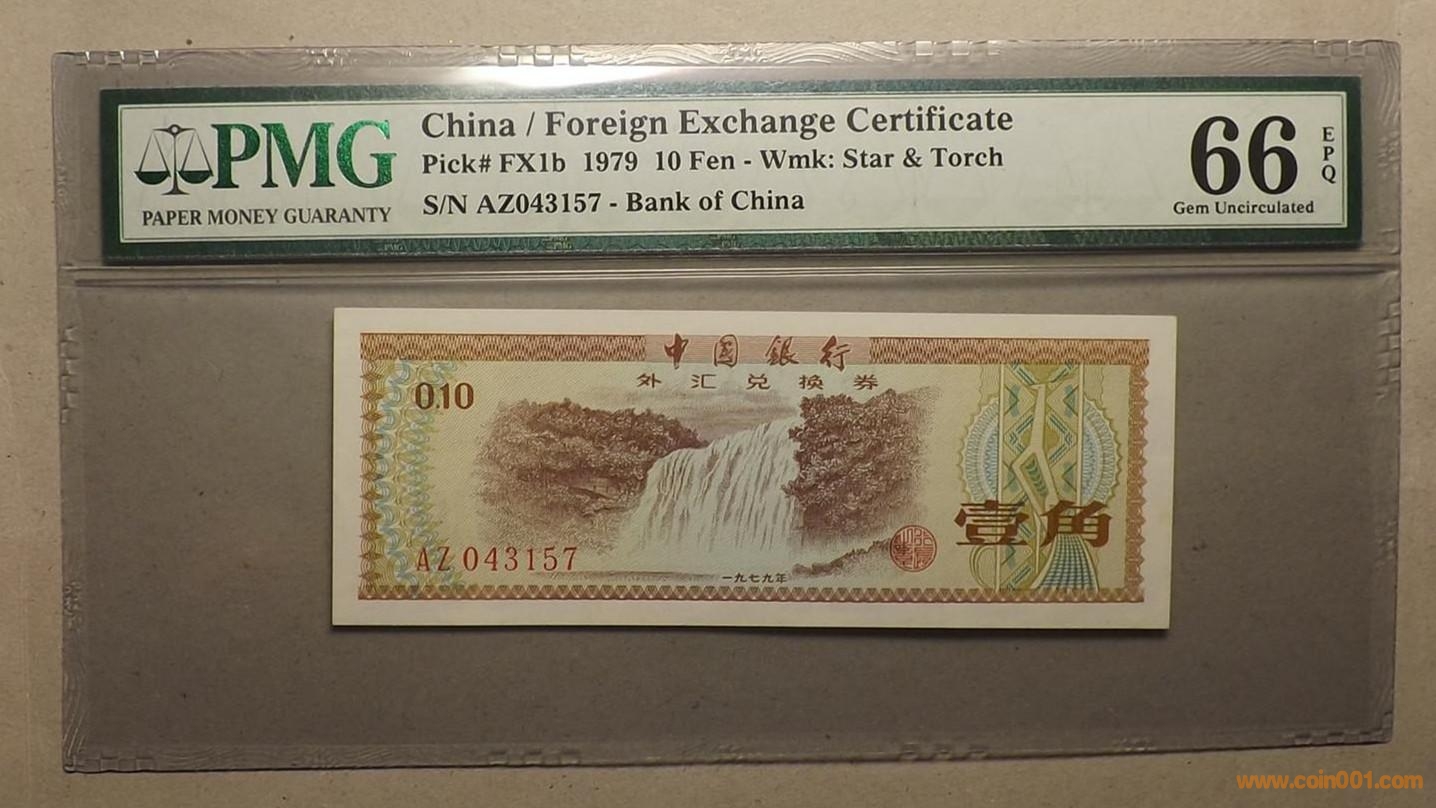 PMG
PAPER MONEY GUARANTY
China / Foreign Exchange Certificate
Pick# FX1b 1979 10 Fen - Wmk: Star & Torch
S/N AZ043157 - Bank of China
66
EPQ
Gem Uncirculated
中国銀行
外汇兑换券
0.10
壹角
AZ 043157
一九七九年
www.coin001.com